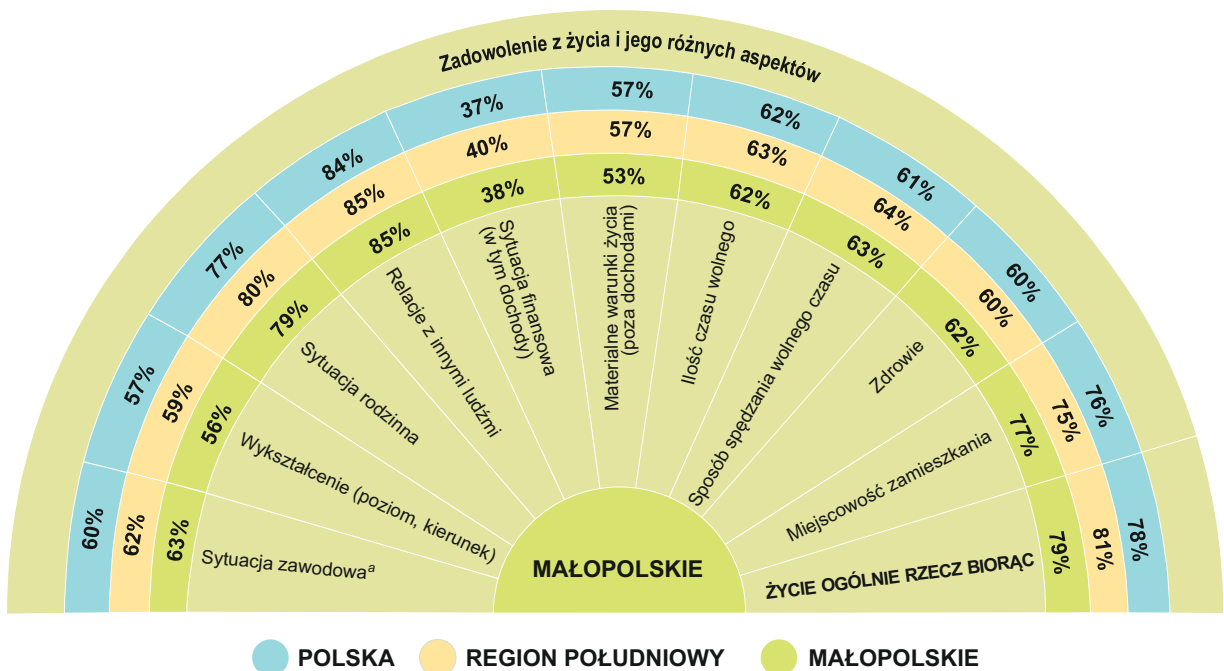 Zadowolenie z życia i jego różnych aspektów
60%
57%
77%
84%
37%
57%
62%
61%
60%
76%
78%
62%
59%
80%
85%
40%
57%
63%
64%
60%
75%
81%
63%
56%
79%
85%
38%
53%
62%
63%
62%
77%
79%
Sytuacja zawodowaᵃ
Wykształcenie (poziom, kierunek)
Sytuacja rodzinna
Relacje z innymi ludźmi
Sytuacja finansowa
(w tym dochody)
Materialne warunki życia
(poza dochodami)
Ilość czasu wolnego
Sposób spędzania wolnego czasu
Zdrowie
Miejscowość zamieszkania
ŻYCIE OGÓLNIE RZECZ BIORĄC
MAŁOPOLSKIE
POLSKA
REGION POŁUDNIOWY
MAŁOPOLSKIE